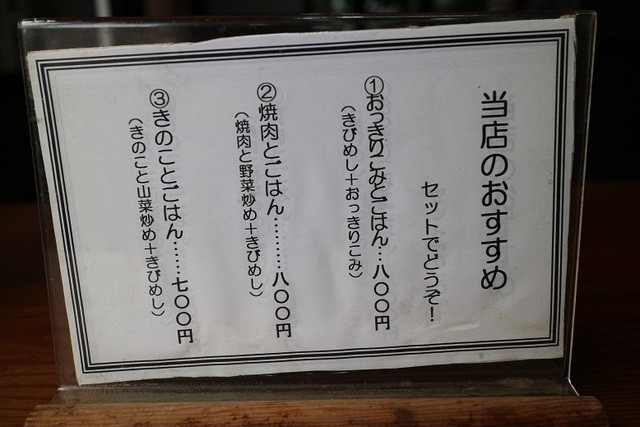 当店のおすすめ
セットでどうぞ！
①おっきりこみとごはん…八〇〇円
（きびめし＋おっきりこみ）
②焼肉とごはん………八〇〇円
（焼肉と野菜炒め＋きびめし）
③きのことごはん……七〇〇円
（きのこと山菜炒め＋きびめし）